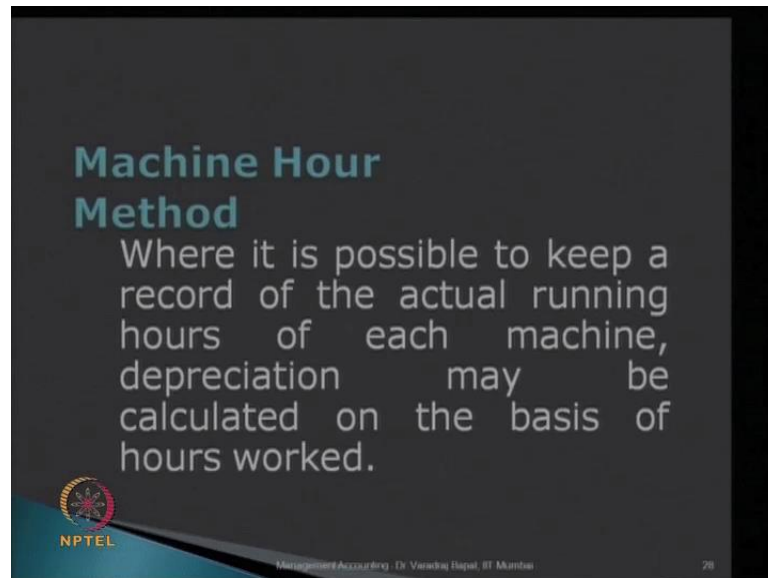 Machine Hour
Method
Where it is possible to keep a
record of the actual running
hours of each machine,
depreciation may be
calculated on the basis of
hours worked.
NPTEL
Management Accounting - Dr Varadraj Bapat, IIT Mumbai
28